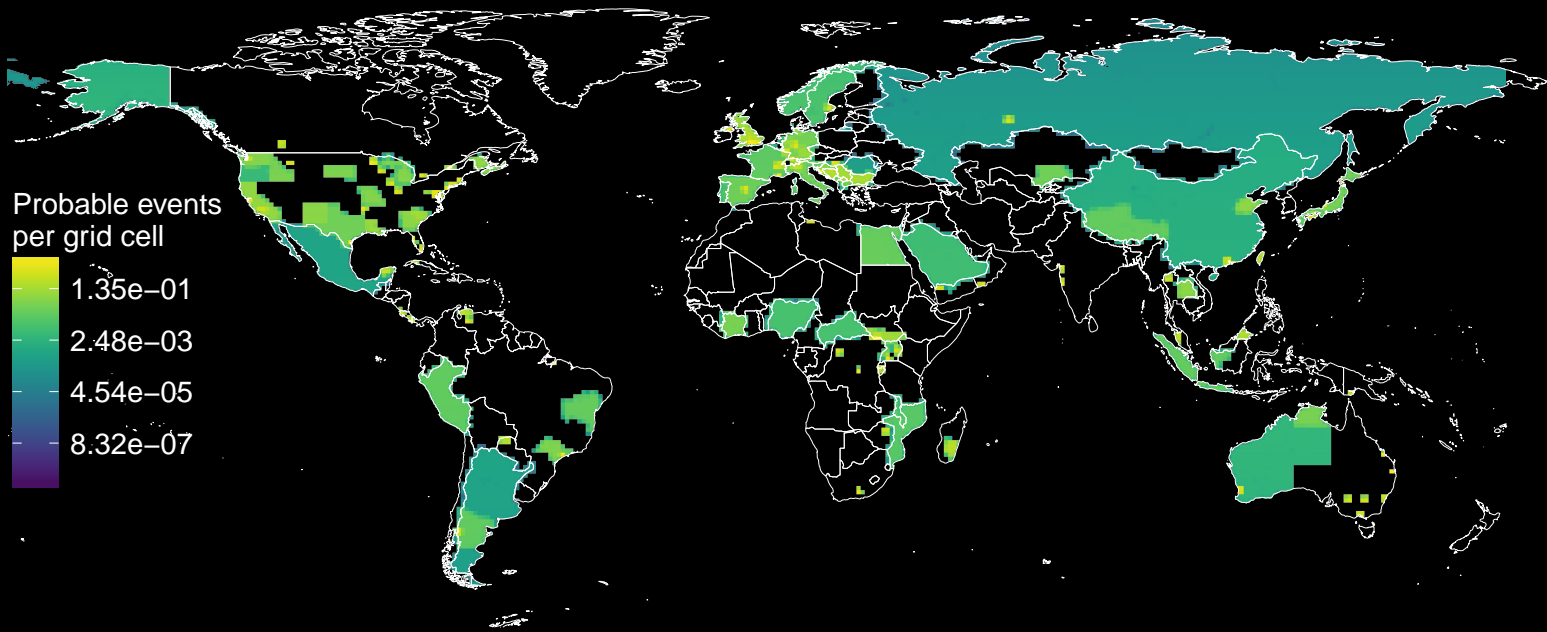 Probable events
per grid cell
1.35e−01
2.48e−03
4.54e−05
8.32e−07